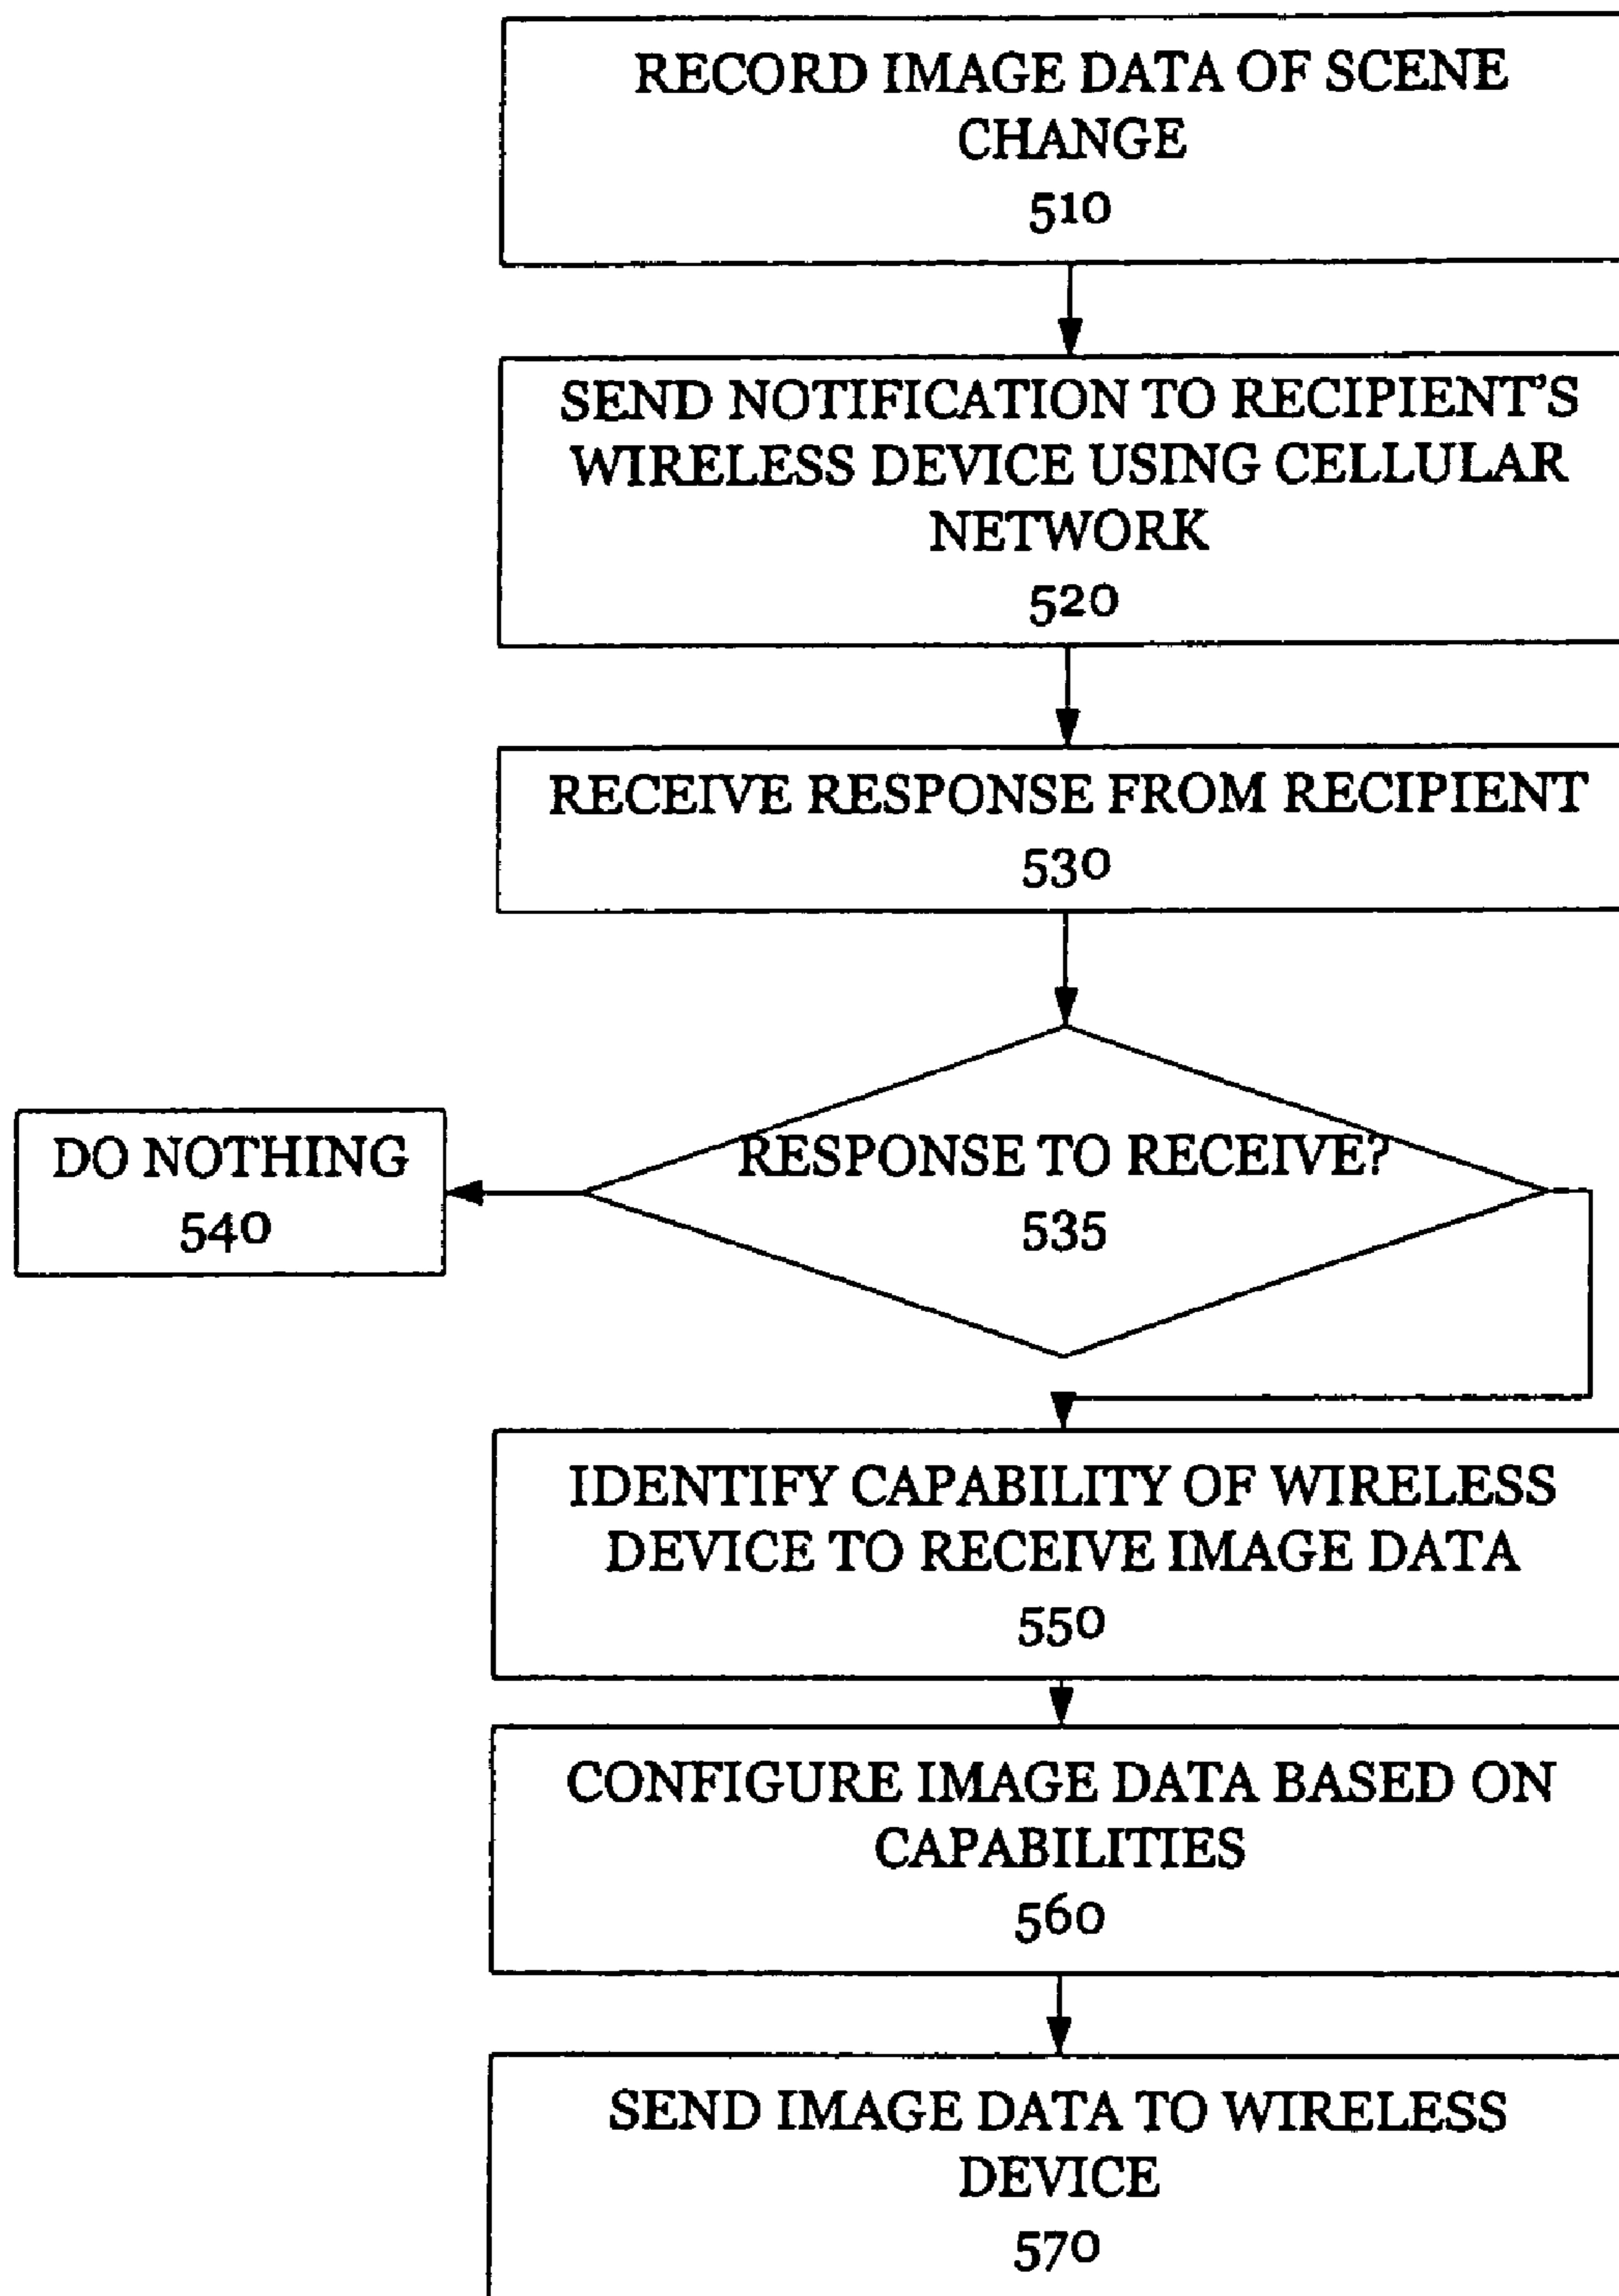 RECORD IMAGE DATA OF SCENE
CHANGE
510
SEND NOTIFICATION TO RECIPIENT'S
WIRELESS DEVICE USING CELLULAR
NETWORK
520
RECEIVE RESPONSE FROM RECIPIENT
530
RESPONSE TO RECEIVE?
535
DO NOTHING
540
IDENTIFY CAPABILITY OF WIRELESS
DEVICE TO RECEIVE IMAGE DATA
550
CONFIGURE IMAGE DATA BASED ON
CAPABILITIES
560
SEND IMAGE DATA TO WIRELESS
DEVICE
570